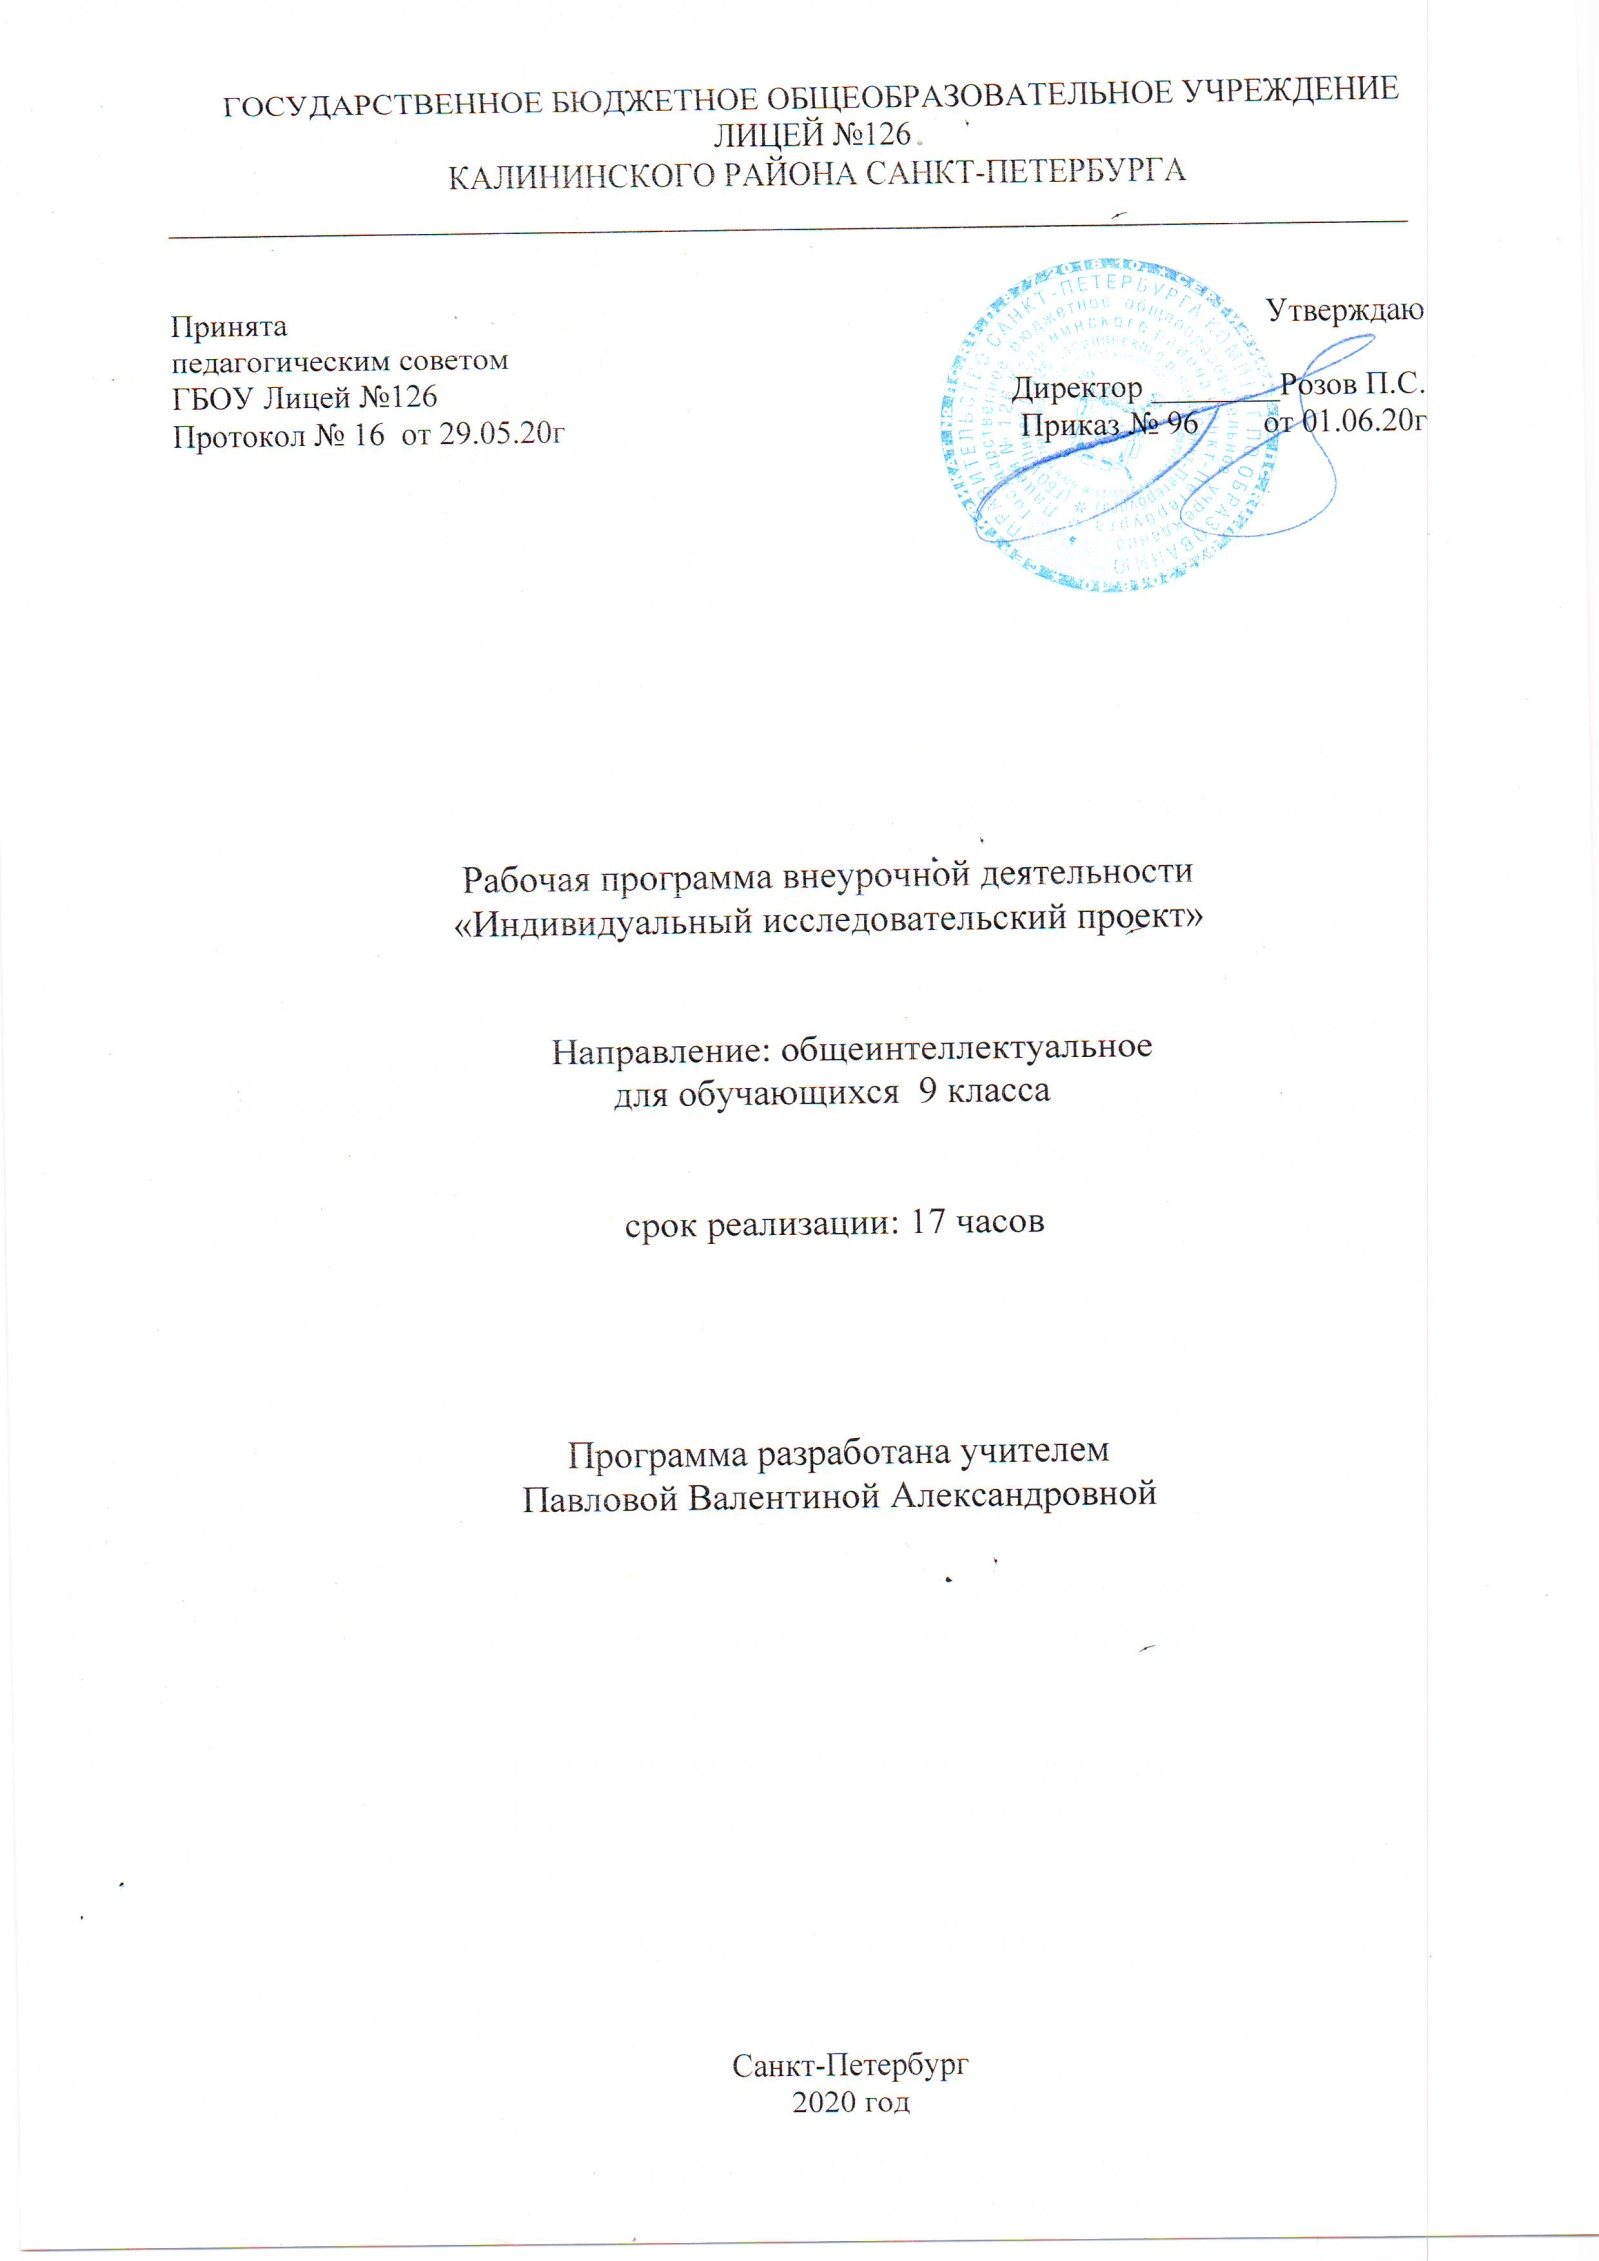 ГОСУДАРСТВЕННОЕ БЮДЖЕТНОЕ ОБЩЕОБРАЗОВАТЕЛЬНОЕ УЧРЕЖДЕНИЕ
ЛИЦЕЙ №126
КАЛИНИНСКОГО РАЙОНА САНКТ-ПЕТЕРБУРГА
Принята
педагогическим советом
ГБОУ Лицей №126
Протокол № 16 от 29.05.20г
Утверждаю
Директор _________Розов П.С.
Приказ № 96 от 01.06.20г
Рабочая программа внеурочной деятельности
«Индивидуальный исследовательский проект»
Направление: общеинтеллектуальное
для обучающихся 9 класса
срок реализации: 17 часов
Программа разработана учителем
Павловой Валентиной Александровной
Санкт-Петербург
2020 год